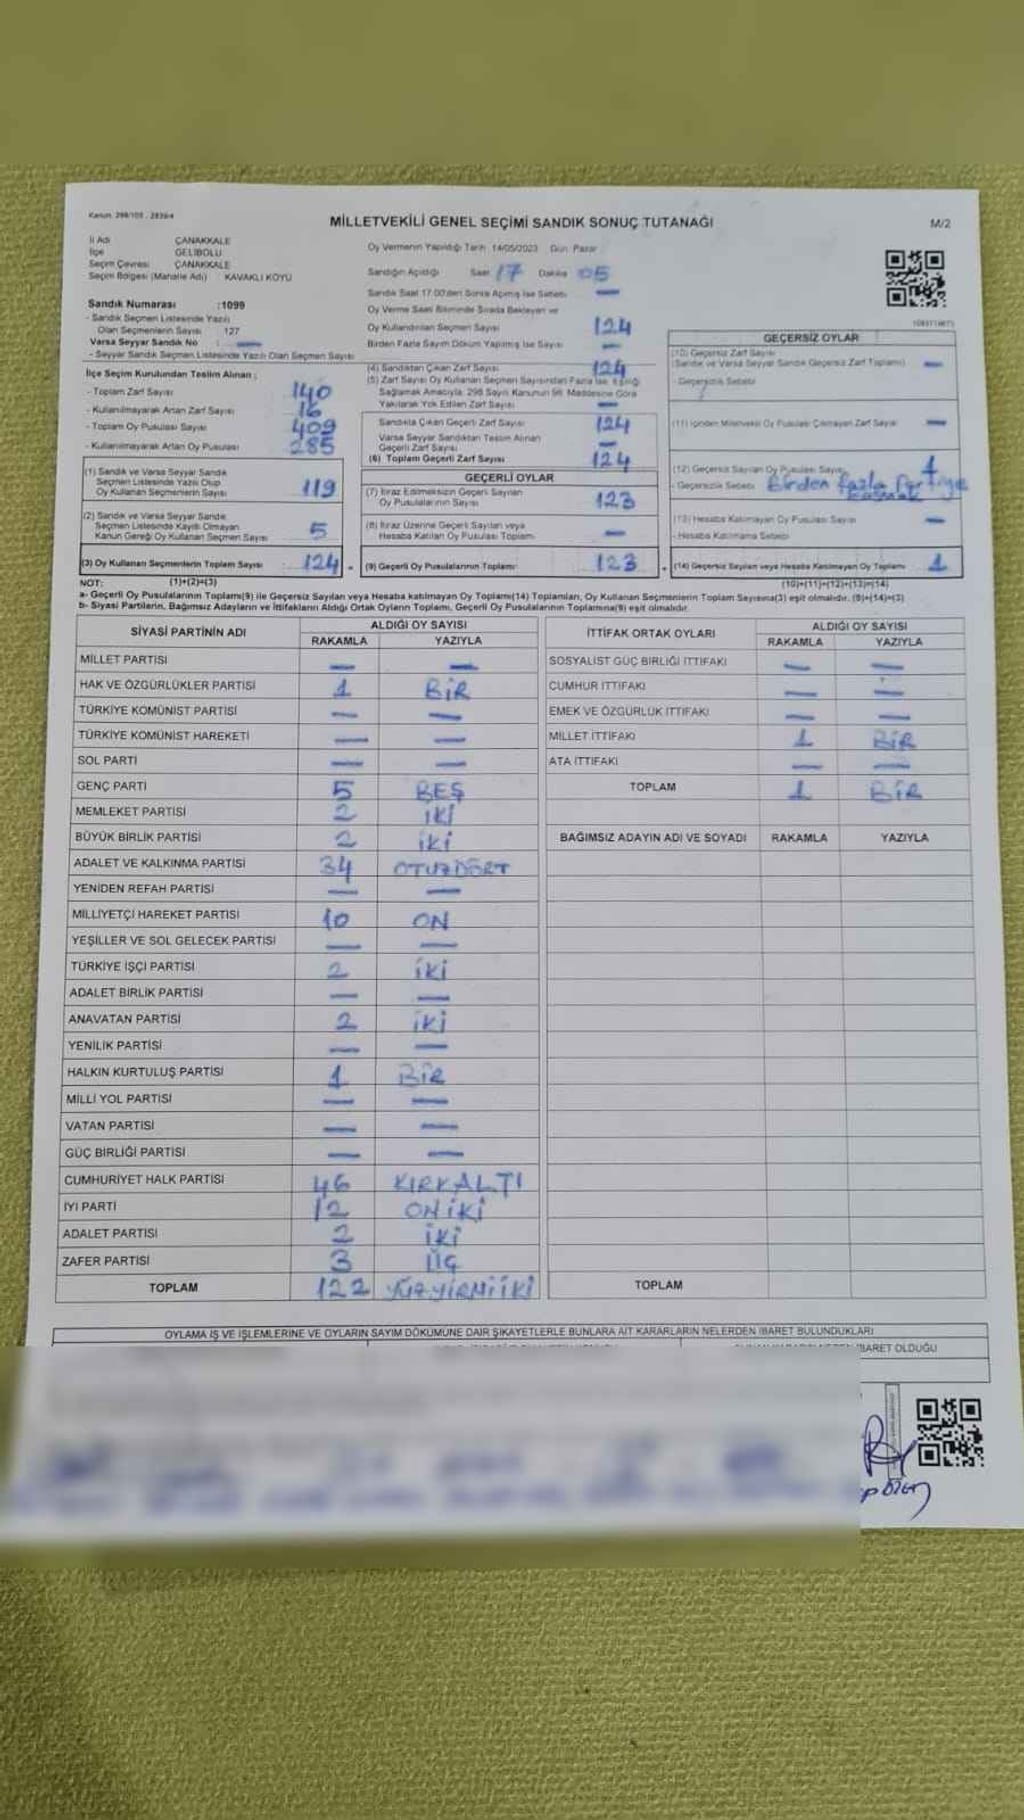 Kanun: 298/105 - 2839/4
MİLLETVEKİLİ GENEL SEÇİMİ SANDIK SONUÇ TUTANAĞI
M/2
İl Adı ÇANAKKALE
İlçe GELİBOLU
Seçim Çevresi ÇANAKKALE
Seçim Bölgesi (Mahalle Adı) : KAVAKLI KÖYÜ
Sandık Numarası :1099
- Sandık Seçmen Listesinde Yazılı
Olan Seçmenlerin Sayısı 127
Varsa Seyyar Sandık No : —
- Seyyar Sandık Seçmen Listesinde Yazılı Olan Seçmen Sayısı
İlçe Seçim Kurulundan Teslim Alınan ;
- Toplam Zarf Sayısı 140
- Kullanılmayarak Artan Zarf Sayısı 16
- Toplam Oy Pusulası Sayısı 409
- Kullanılmayarak Artan Oy Pusulası 285
(1) Sandık ve Varsa Seyyar Sandık
Seçmen Listesinde Yazılı Olup
Oy Kullanan Seçmenlerin Sayısı 119
(2) Sandık ve Varsa Seyyar Sandık
Seçmen Listesinde Kayıtlı Olmayan
Kanun Gereği Oy Kullanan Seçmen Sayısı 5
(3) Oy Kullanan Seçmenlerin Toplam Sayısı 124
Oy Vermenin Yapıldığı Tarih 14/05/2023 Gün: Pazar
Sandığın Açıldığı Saat 17 Dakika 05
Sandık Saat 17.00'den Sonra Açılmış İse Sebebi —
Oy Verme Saati Bitiminde Sırada Bekleyen ve
Oy Kullandırılan Seçmen Sayısı 124
Birden Fazla Sayım Döküm Yapılmış İse Sayısı —
(4) Sandıktan Çıkan Zarf Sayısı 124
(5) Zarf Sayısı Oy Kullanan Seçmen Sayısından Fazla İse, Eşitliği
Sağlamak Amacıyla, 298 Sayılı Kanunun 98. Maddesine Göre
Yakılarak Yok Edilen Zarf Sayısı —
Sandıkta Çıkan Geçerli Zarf Sayısı 124
Varsa Seyyar Sandıktan Teslim Alınan
Geçerli Zarf Sayısı —
(6) Toplam Geçerli Zarf Sayısı 124
GEÇERLİ OYLAR
(7) İtiraz Edilmeksizin Geçerli Sayılan
Oy Pusulalarının Sayısı 123
(8) İtiraz Üzerine Geçerli Sayılan veya
Hesaba Katılan Oy Pusulası Toplamı —
(9) Geçerli Oy Pusulalarının Toplamı 123
GEÇERSİZ OYLAR
(10) Geçersiz Zarf Sayısı
(Sandık ve Varsa Seyyar Sandık Geçersiz Zarf Toplamı) —
- Geçersizlik Sebebi
(11) İçinden Milletvekili Oy Pusulası Çıkmayan Zarf Sayısı —
(12) Geçersiz Sayılan Oy Pusulası Sayısı 1
- Geçersizlik Sebebi Birden fazla Partiye basmak
(13) Hesaba Katılmayan Oy Pusulası Sayısı —
- Hesaba Katılmama Sebebi
(14) Geçersiz Sayılan veya Hesaba Katılmayan Oy Toplamı 1
NOT: (1)+(2)=(3) (10)+(11)+(12)+(13)=(14)
a- Geçerli Oy Pusulalarının Toplamı(9) ile Geçersiz Sayılan veya Hesaba katılmayan Oy Toplamı(14) Toplamları, Oy Kullanan Seçmenlerin Toplam Sayısına(3) eşit olmalıdır. (9)+(14)=(3)
b- Siyasi Partilerin, Bağımsız Adayların ve İttifakların Aldığı Ortak Oyların Toplamı, Geçerli Oy Pusulalarının Toplamına(9) eşit olmalıdır.
SİYASİ PARTİNİN ADI ALDIĞI OY SAYISI
RAKAMLA YAZIYLA
MİLLET PARTİSİ — —
HAK VE ÖZGÜRLÜKLER PARTİSİ 1 BİR
TÜRKİYE KOMÜNİST PARTİSİ — —
TÜRKİYE KOMÜNİST HAREKETİ — —
SOL PARTİ — —
GENÇ PARTİ 5 BEŞ
MEMLEKET PARTİSİ 2 İKİ
BÜYÜK BİRLİK PARTİSİ 2 İKİ
ADALET VE KALKINMA PARTİSİ 34 OTUZDÖRT
YENİDEN REFAH PARTİSİ — —
MİLLİYETÇİ HAREKET PARTİSİ 10 ON
YEŞİLLER VE SOL GELECEK PARTİSİ — —
TÜRKİYE İŞÇİ PARTİSİ 2 İKİ
ADALET BİRLİK PARTİSİ — —
ANAVATAN PARTİSİ 2 İKİ
YENİLİK PARTİSİ — —
HALKIN KURTULUŞ PARTİSİ 1 BİR
MİLLİ YOL PARTİSİ — —
VATAN PARTİSİ — —
GÜÇ BİRLİĞİ PARTİSİ — —
CUMHURİYET HALK PARTİSİ 46 KIRKALTI
İYİ PARTİ 12 ONİKİ
ADALET PARTİSİ 2 İKİ
ZAFER PARTİSİ 3 ÜÇ
TOPLAM 122 YÜZYİRMİİKİ
İTTİFAK ORTAK OYLARI ALDIĞI OY SAYISI
RAKAMLA YAZIYLA
SOSYALİST GÜÇ BİRLİĞİ İTTİFAKI — —
CUMHUR İTTİFAKI — —
EMEK VE ÖZGÜRLÜK İTTİFAKI — —
MİLLET İTTİFAKI 1 BİR
ATA İTTİFAKI — —
TOPLAM 1 BİR
BAĞIMSIZ ADAYIN ADI VE SOYADI RAKAMLA YAZIYLA
TOPLAM
OYLAMA İŞ VE İŞLEMLERİNE VE OYLARIN SAYIM DÖKÜMÜNE DAİR ŞİKAYETLERLE BUNLARA AİT KARARLARIN NELERDEN İBARET BULUNDUKLARI
İBARET OLDUĞU